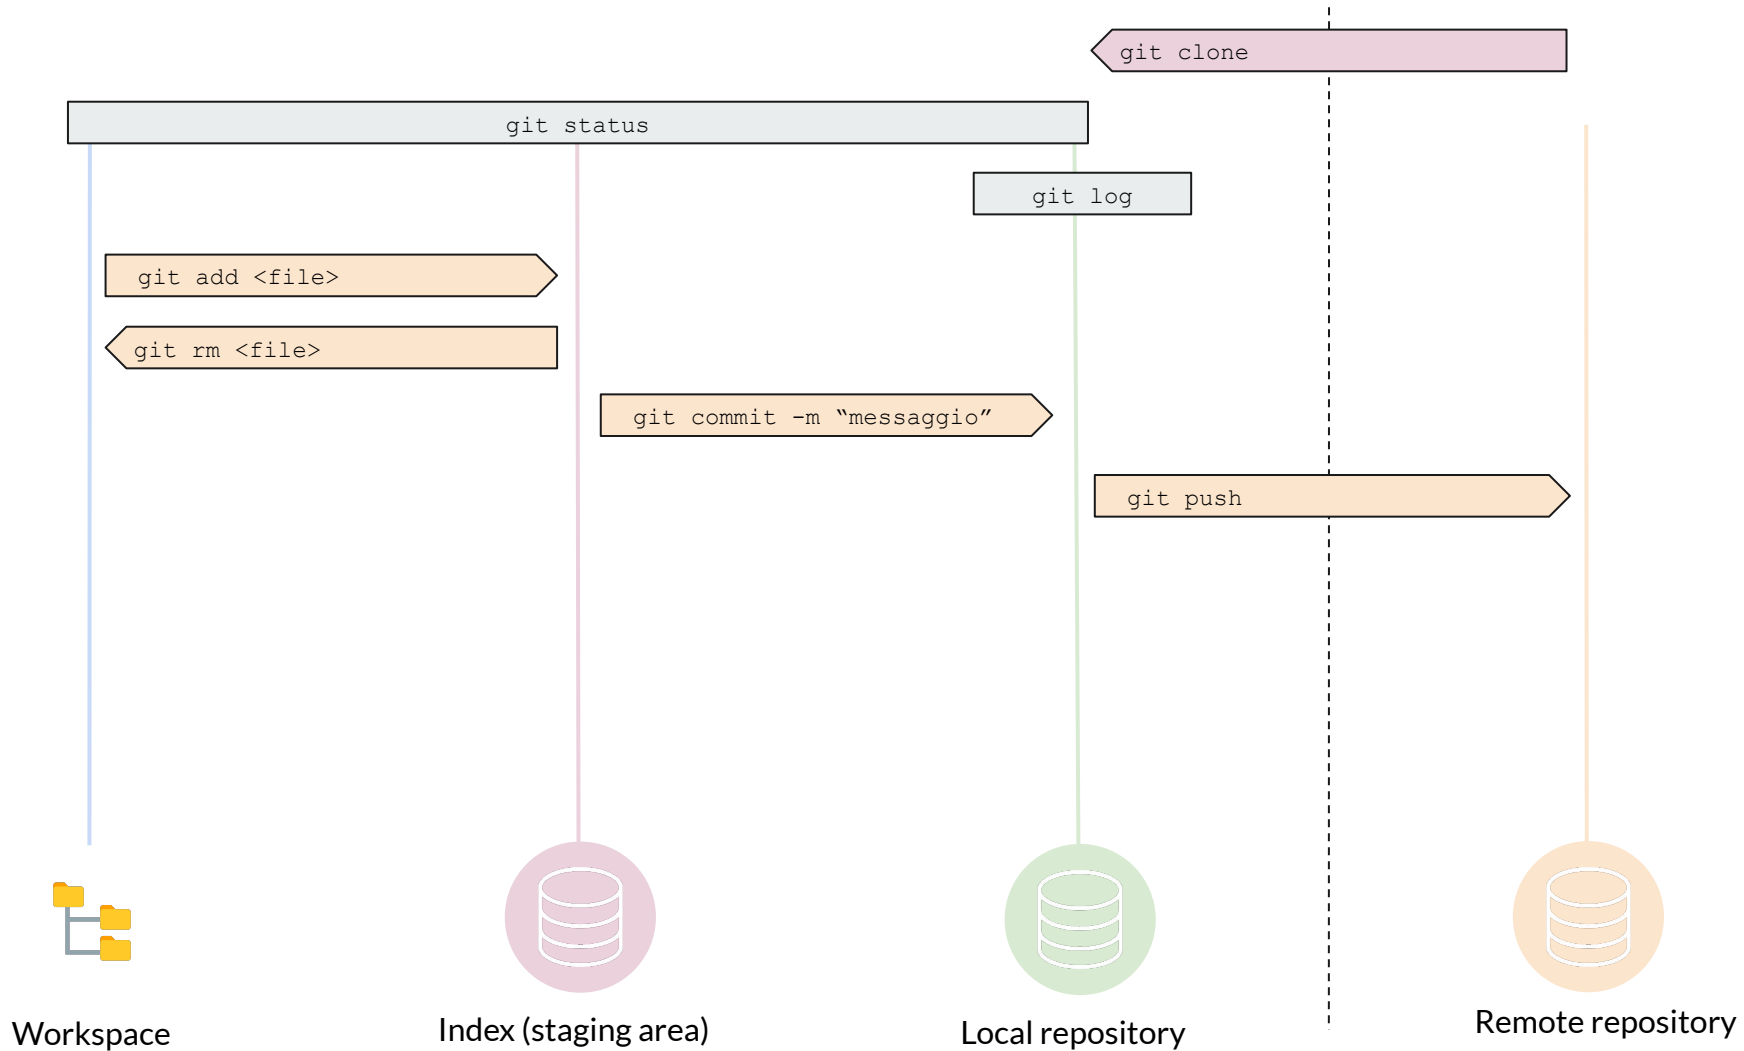 git clone
git status
git log
git add <file>
git rm <file>
git commit -m “messaggio”
git push
Workspace
Index (staging area)
Local repository
Remote repository